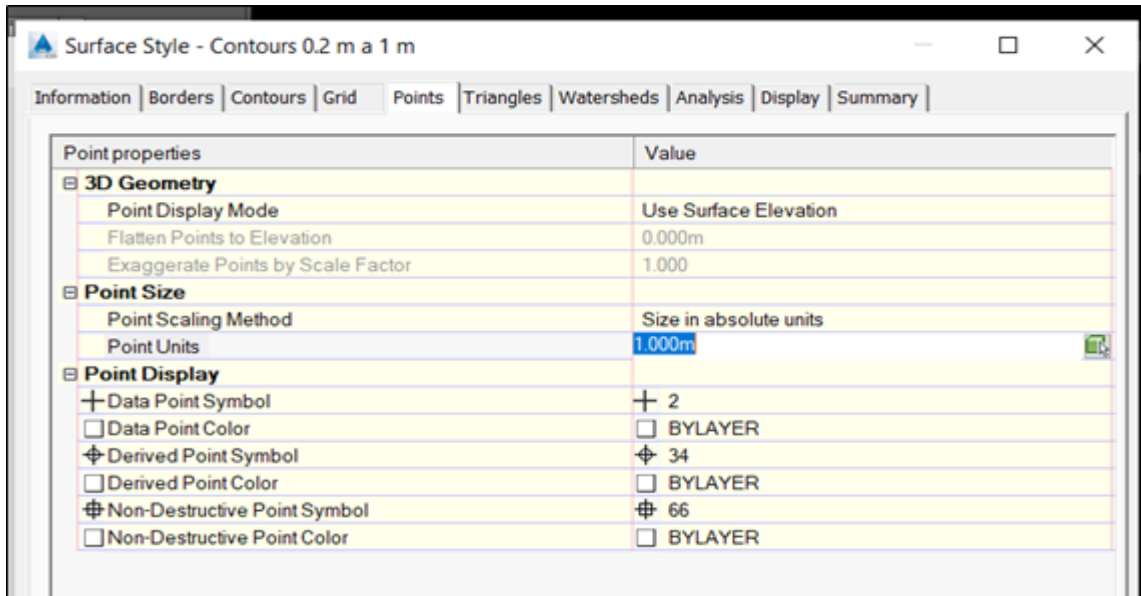 Surface Style - Contours 0.2 m a 1 m
Information Borders Contours Grid Points Triangles Watersheds Analysis Display Summary
Point properties Value
3D Geometry
Point Display Mode Use Surface Elevation
Flatten Points to Elevation 0.000m
Exaggerate Points by Scale Factor 1.000
Point Size
Point Scaling Method Size in absolute units
Point Units 1.000m
Point Display
Data Point Symbol 2
Data Point Color BYLAYER
Derived Point Symbol 34
Derived Point Color BYLAYER
Non-Destructive Point Symbol 66
Non-Destructive Point Color BYLAYER